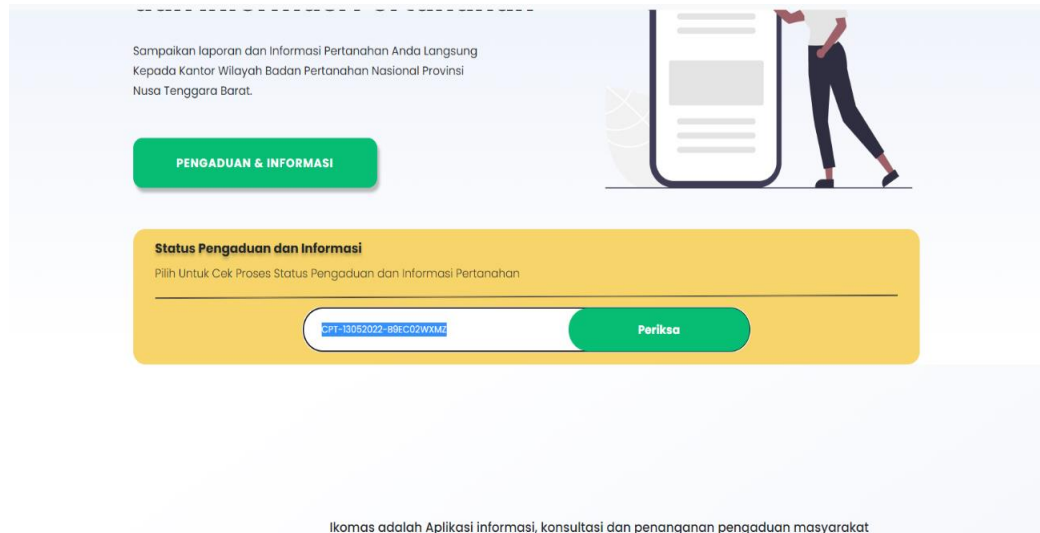 Sampaikan laporan dan Informasi Pertanahan Anda Langsung
Kepada Kantor Wilayah Badan Pertanahan Nasional Provinsi
Nusa Tenggara Barat.
PENGADUAN & INFORMASI
Status Pengaduan dan Informasi
Pilih Untuk Cek Proses Status Pengaduan dan Informasi Pertanahan
CPT-13052022-B9EC02WXMZ
Periksa
Ikomas adalah Aplikasi informasi, konsultasi dan penanganan pengaduan masyarakat